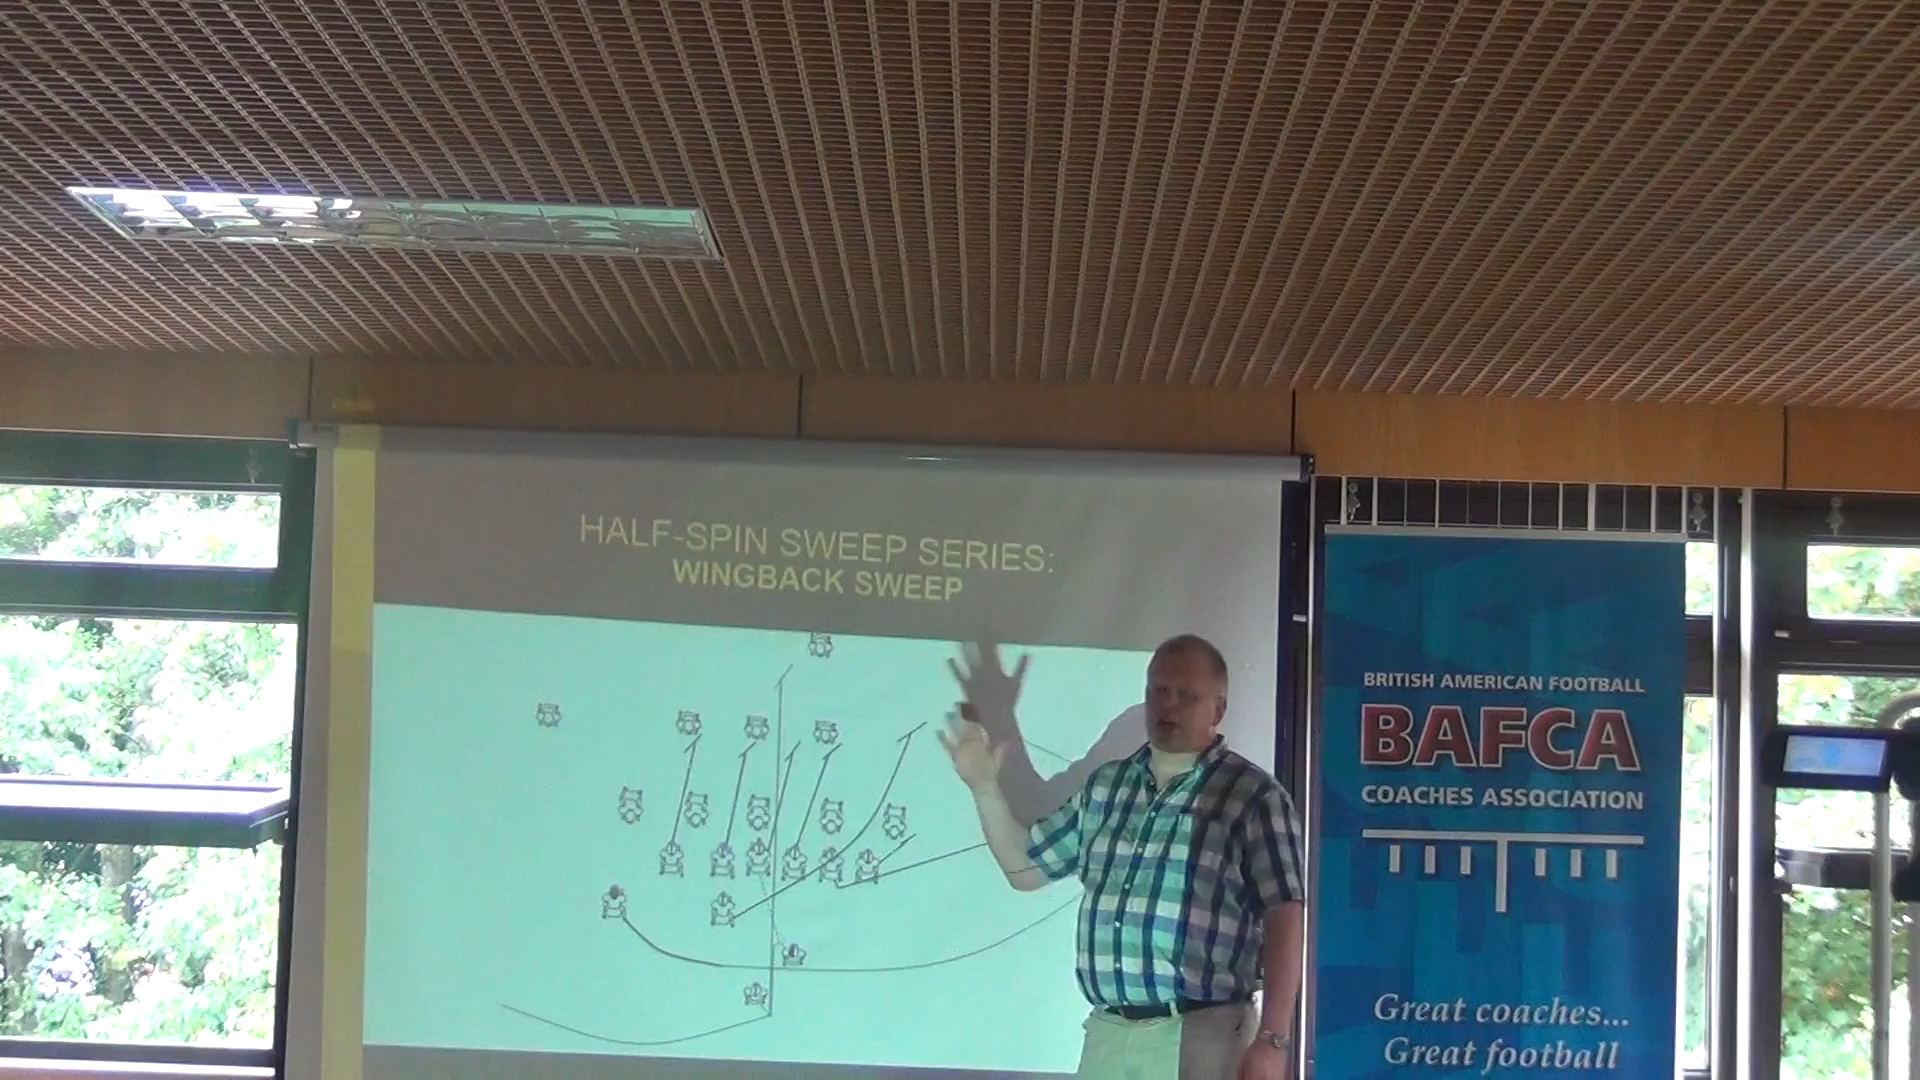 HALF-SPIN SWEEP SERIES:
WINGBACK SWEEP
BRITISH AMERICAN FOOTBALL
BAFCA
COACHES ASSOCIATION
Great coaches...
Great football